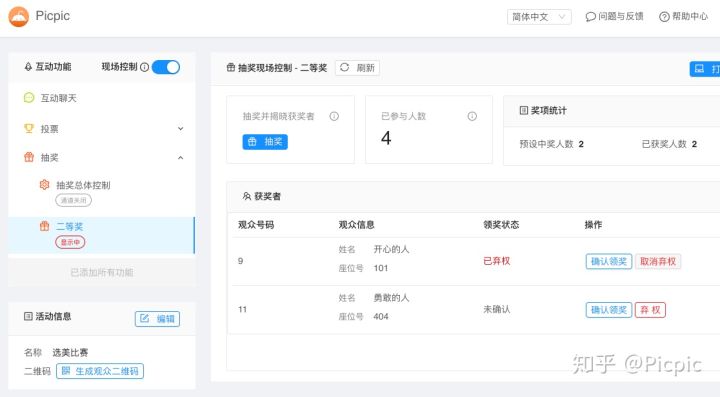 Picpic
简体中文
问题与反馈
帮助中心
互动功能 现场控制
互动聊天
投票
抽奖
抽奖总体控制
通道关闭
二等奖
显示中
已添加所有功能
活动信息 编辑
名称 选美比赛
二维码 生成观众二维码
抽奖现场控制 - 二等奖 刷新
抽奖并揭晓获奖者
抽奖
已参与人数
4
奖项统计
预设中奖人数 2 已获奖人数 2
获奖者
观众号码 观众信息 领奖状态 操作
9 姓名 开心的人 座位号 101 已弃权 确认领奖 取消弃权
11 姓名 勇敢的人 座位号 404 未确认 确认领奖 弃 权
知乎 @Picpic